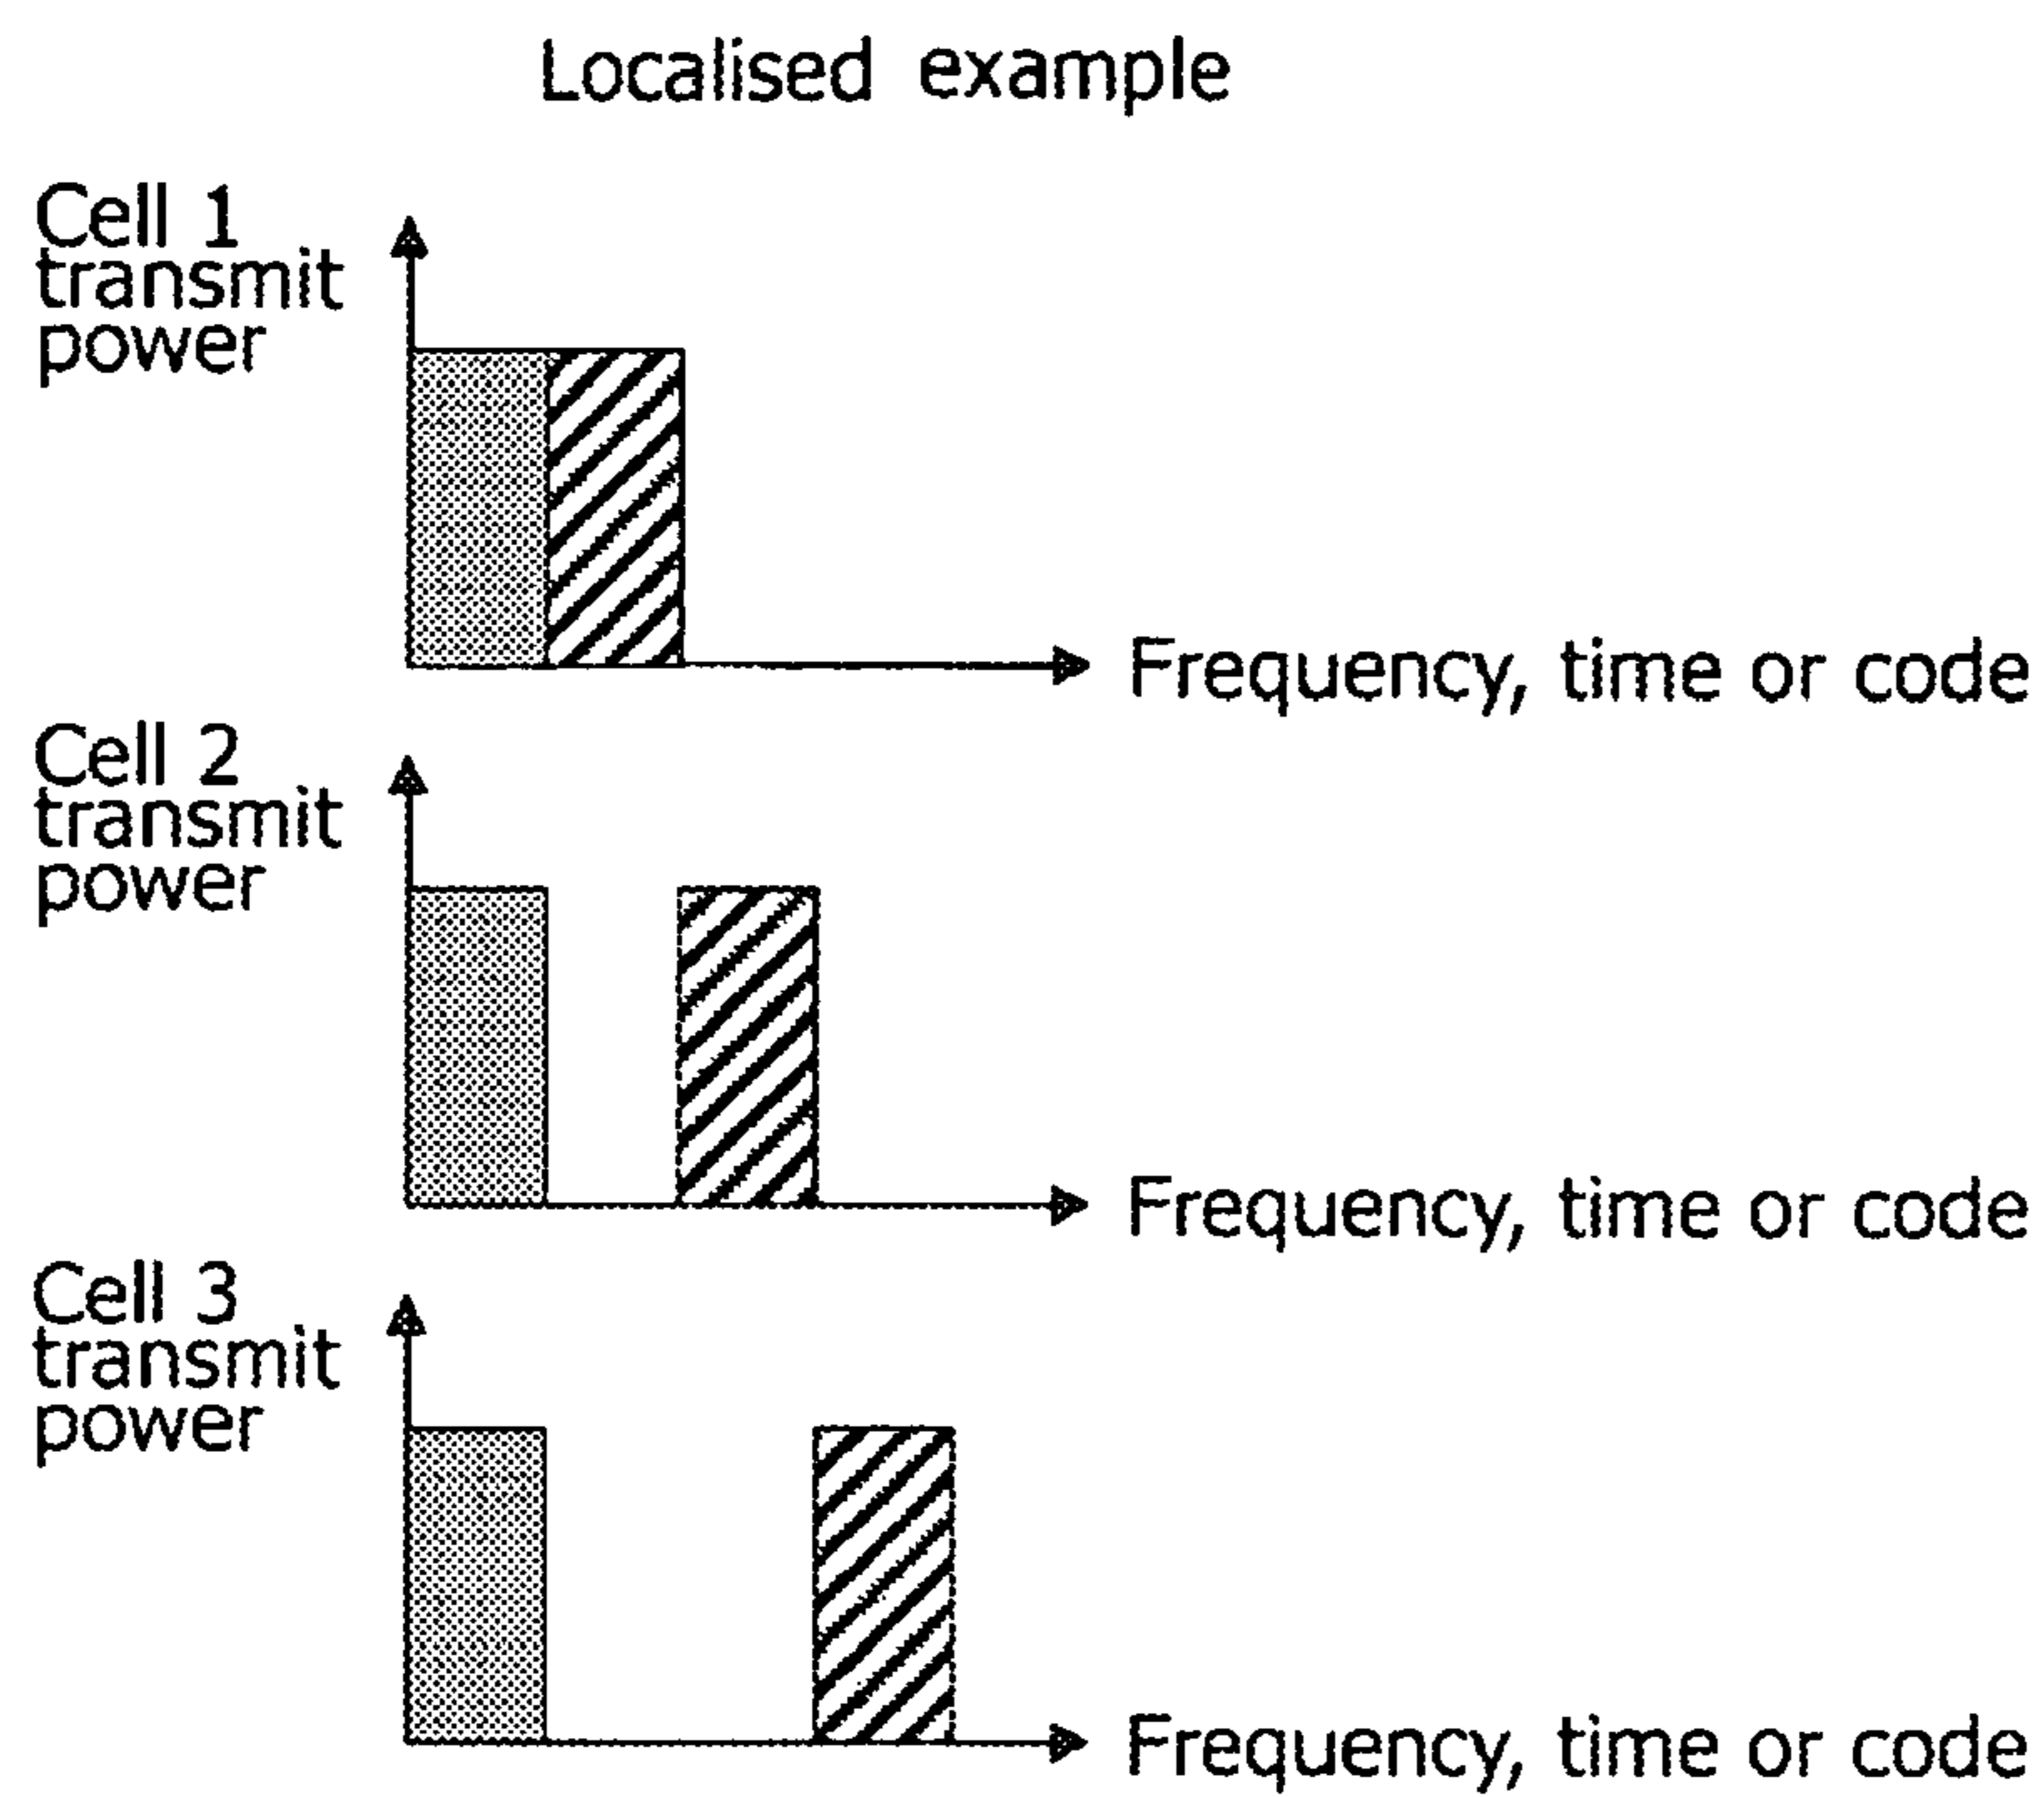 Localised example
Cell 1
transmit
power
Frequency, time or code
Cell 2
transmit
power
Frequency, time or code
Cell 3
transmit
power
Frequency, time or code